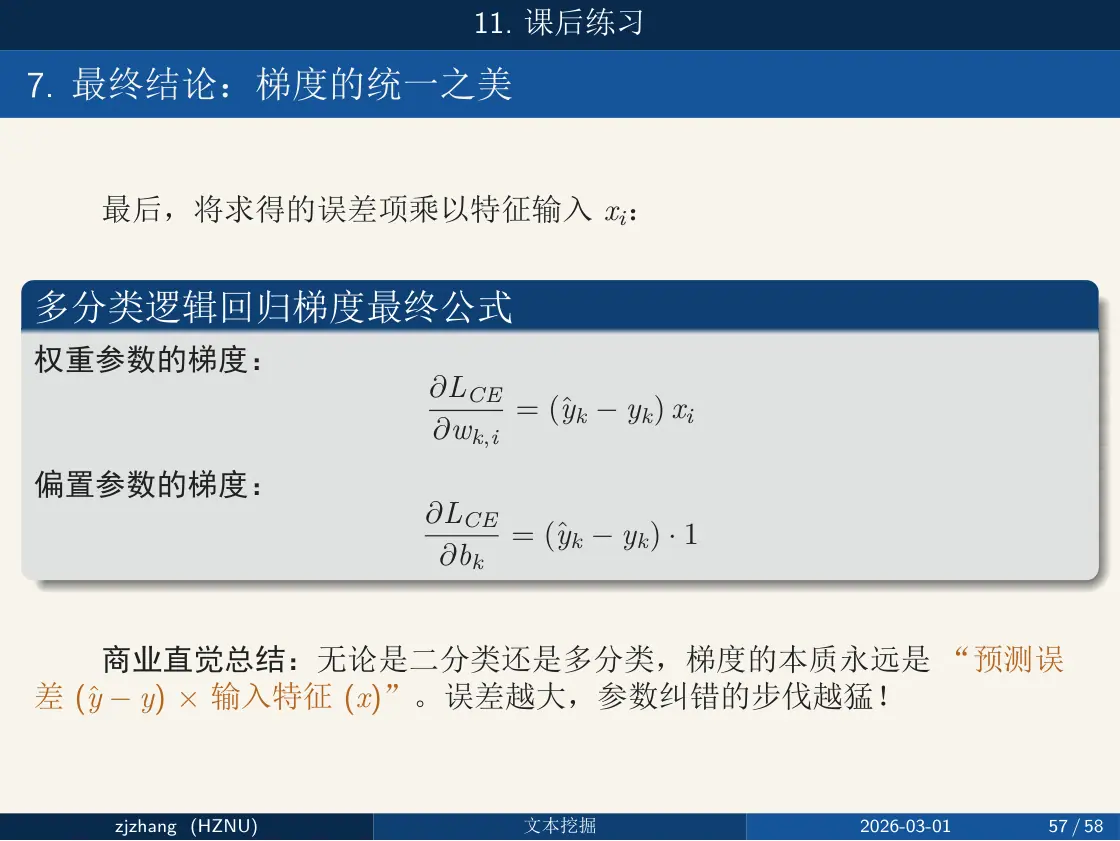 11. 课后练习
7. 最终结论：梯度的统一之美
最后，将求得的误差项乘以特征输入 x_i：
多分类逻辑回归梯度最终公式
权重参数的梯度：
∂L_{CE}/∂w_{k,i} = (ŷ_k − y_k) x_i
偏置参数的梯度：
∂L_{CE}/∂b_k = (ŷ_k − y_k) · 1
商业直觉总结：无论是二分类还是多分类，梯度的本质永远是 “预测误
差 (ŷ − y) × 输入特征 (x)” 。误差越大，参数纠错的步伐越猛！
zjzhang (HZNU) 文本挖掘 2026-03-01 57 / 58